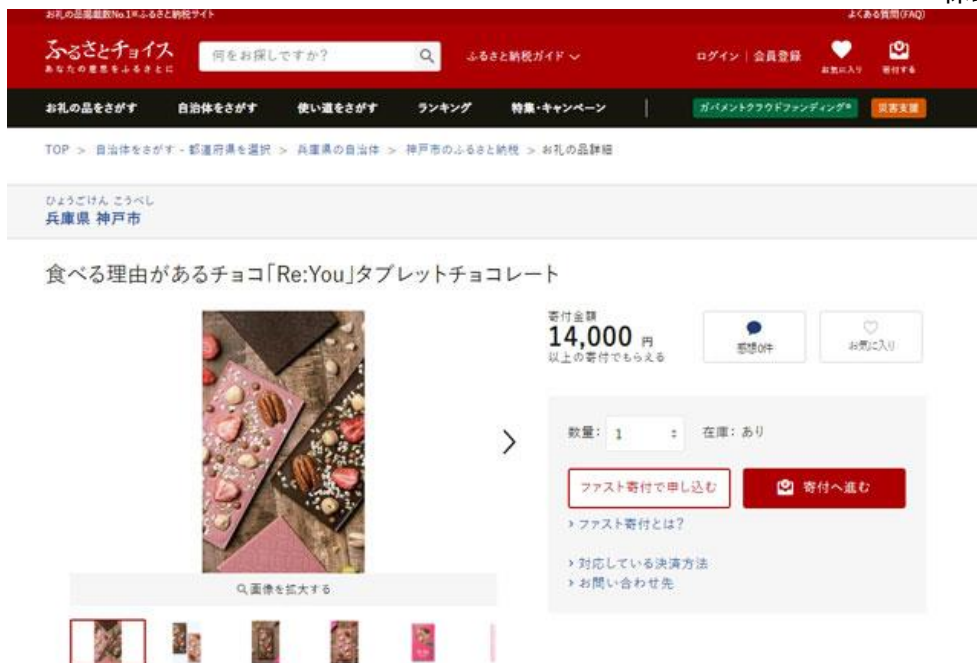 お礼の品掲載数No.1※ふるさと納税サイト
よくある質問(FAQ)
ふるさとチョイス
あなたの意思をふるさとに
何をお探しですか?
ふるさと納税ガイド
ログイン | 会員登録
お気に入り
寄付する
お礼の品をさがす 自治体をさがす 使い道をさがす ランキング 特集・キャンペーン | ガバメントクラウドファンディング® 災害支援
TOP > 自治体をさがす - 都道府県を選択 > 兵庫県の自治体 > 神戸市のふるさと納税 > お礼の品詳細
ひょうごけん こうべし
兵庫県 神戸市
食べる理由があるチョコ「Re:You」タブレットチョコレート
寄付金額
14,000 円
以上の寄付でもらえる
感想0件
お気に入り
数量: 1 在庫: あり
ファスト寄付で申し込む
寄付へ進む
› ファスト寄付とは?
› 対応している決済方法
› お問い合わせ先
画像を拡大する